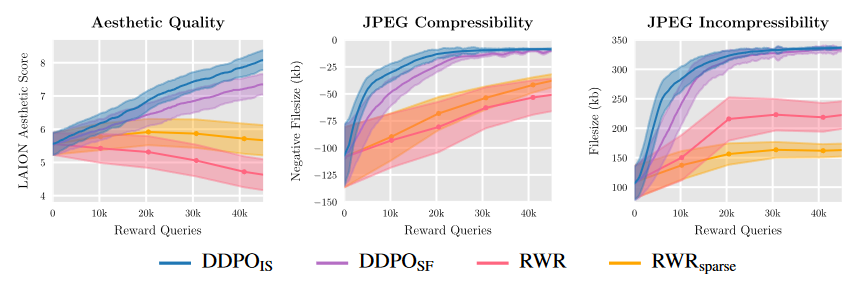 Aesthetic Quality
LAION Aesthetic Score
8
7
6
5
4
0 10k 20k 30k 40k
Reward Queries
JPEG Compressibility
Negative Filesize (kb)
0
−25
−50
−75
−100
−125
−150
0 10k 20k 30k 40k
Reward Queries
JPEG Incompressibility
Filesize (kb)
350
300
250
200
150
100
0 10k 20k 30k 40k
Reward Queries
DDPO_IS DDPO_SF RWR RWR_sparse